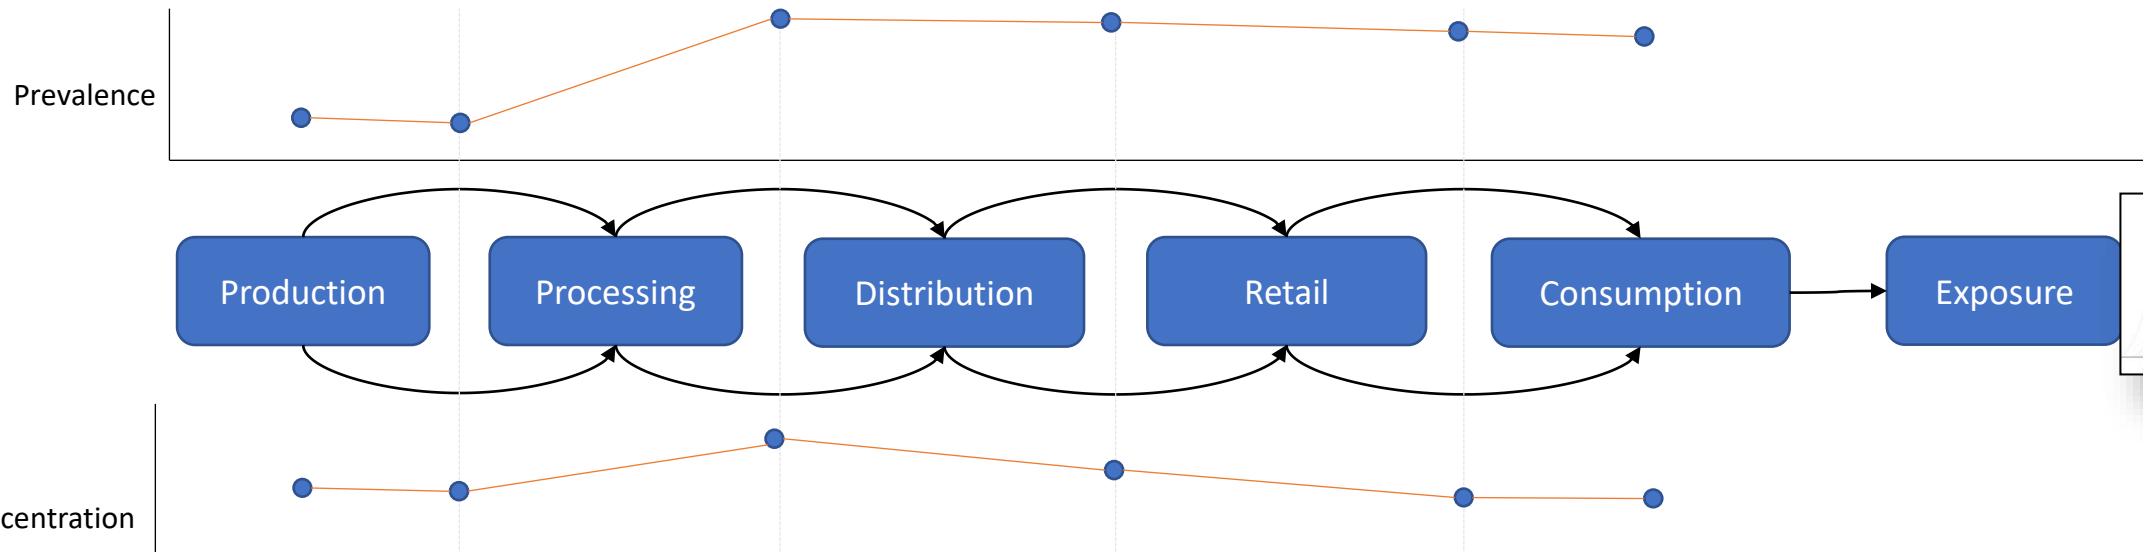 Prevalence
Production
Processing
Distribution
Retail
Consumption
Exposure
centration